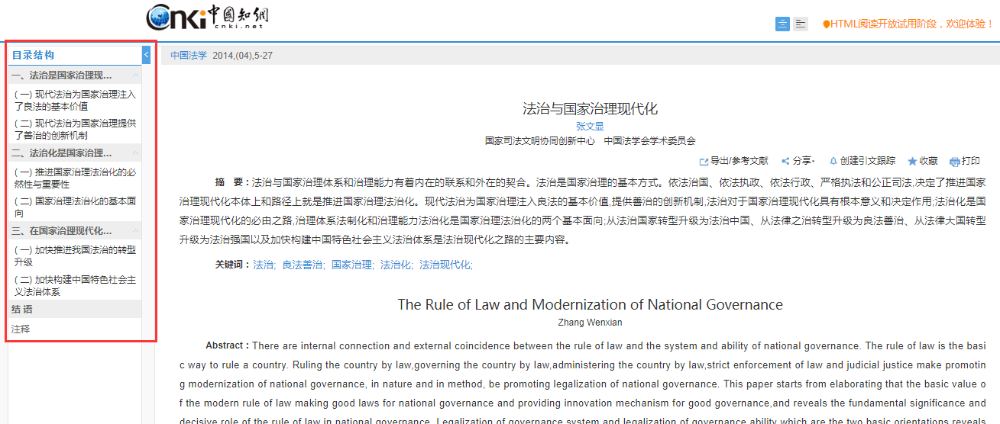 Cnki中国知网
cnki.net
HTML阅读开放试用阶段，欢迎体验！
目录结构
<
一、法治是国家治理现...
(一) 现代法治为国家治理注入
了良法的基本价值
(二) 现代法治为国家治理提供
了善治的创新机制
二、法治化是国家治理...
(一) 推进国家治理法治化的必
然性与重要性
(二) 国家治理法治化的基本面
向
三、在国家治理现代化...
(一) 加快推进我国法治的转型
升级
(二) 加快构建中国特色社会主
义法治体系
结 语
注释
中国法学 2014,(04),5-27
法治与国家治理现代化
张文显
国家司法文明协同创新中心 中国法学会学术委员会
导出/参考文献 分享 创建引文跟踪 收藏 打印
摘 要：法治与国家治理体系和治理能力有着内在的联系和外在的契合。法治是国家治理的基本方式。依法治国、依法执政、依法行政、严格执法和公正司法,决定了推进国家
治理现代化本体上和路径上就是推进国家治理法治化。现代法治为国家治理注入良法的基本价值,提供善治的创新机制,法治对于国家治理现代化具有根本意义和决定作用;法治化是国
家治理现代化的必由之路,治理体系法制化和治理能力法治化是国家治理法治化的两个基本面向;从法治国家转型升级为法治中国、从法律之治转型升级为良法善治、从法律大国转型
升级为法治强国以及加快构建中国特色社会主义法治体系是法治现代化之路的主要内容。
关键词：法治; 良法善治; 国家治理; 法治化; 法治现代化;
The Rule of Law and Modernization of National Governance
Zhang Wenxian
Abstract：There are internal connection and external coincidence between the rule of law and the system and ability of national governance. The rule of law is the basi
c way to rule a country. Ruling the country by law,governing the country by law,administering the country by law,strict enforcement of law and judicial justice make promotin
g modernization of national governance, in nature and in method, be promoting legalization of national governance. This paper starts from elaborating that the basic value o
f the modern rule of law making good laws for national governance and providing innovation mechanism for good governance,and reveals the fundamental significance and
decisive role of the rule of law in national governance. Legalization of governance system and legalization of governance ability which are the two basic orientations reveals